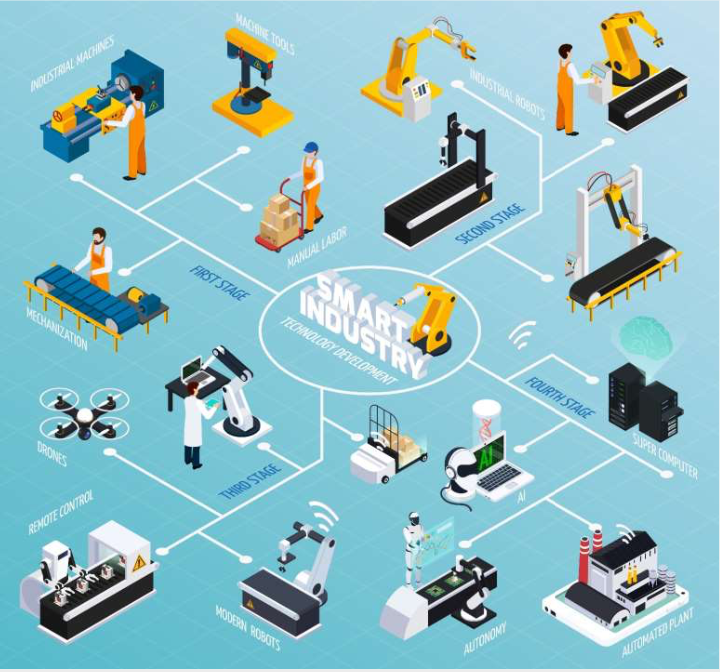 MACHINE TOOLS
INDUSTRIAL MACHINES
INDUSTRIAL ROBOTS
MANUAL LABOR
SECOND STAGE
FIRST STAGE
MECHANIZATION
SMART
INDUSTRY
TECHNOLOGY DEVELOPMENT
FOURTH STAGE
SUPER COMPUTER
DRONES
THIRD STAGE
AI
AI
REMOTE CONTROL
MODERN ROBOTS
AUTONOMY
AUTOMATED PLANT